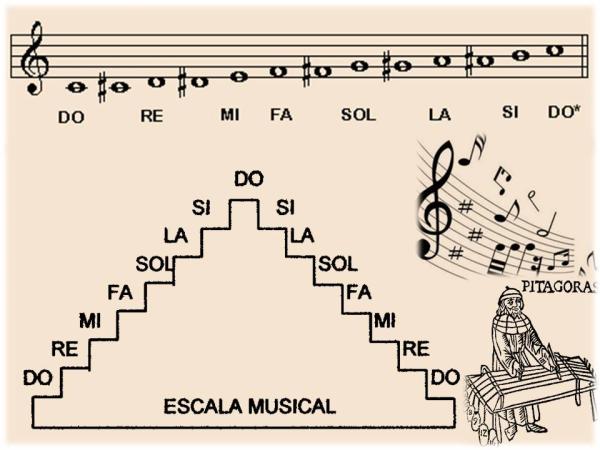 DO RE MI FA SOL LA SI DO*
DO
SI SI
LA LA
SOL SOL
FA FA
MI MI
RE RE
DO DO
ESCALA MUSICAL
PITAGORAS